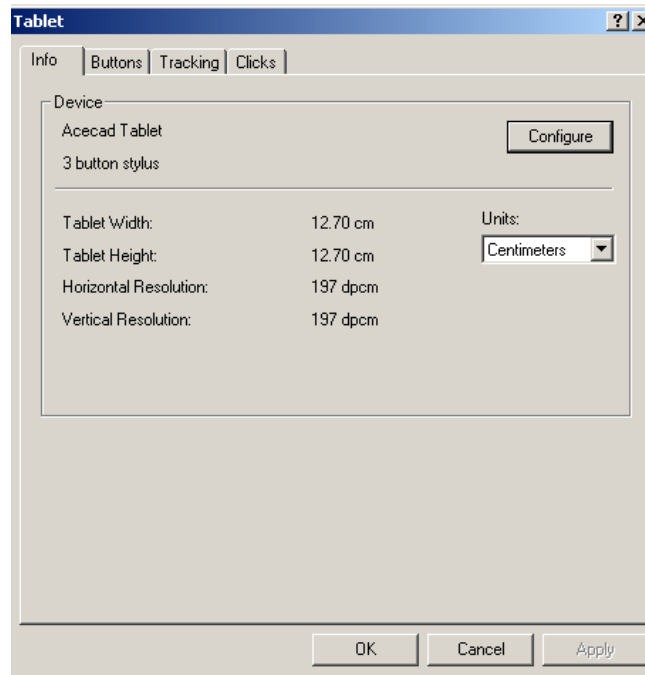 Tablet
Info Buttons Tracking Clicks
Device
Acecad Tablet
Configure
3 button stylus
Tablet Width: 12.70 cm
Units:
Tablet Height: 12.70 cm
Centimeters
Horizontal Resolution: 197 dpcm
Vertical Resolution: 197 dpcm
OK Cancel Apply